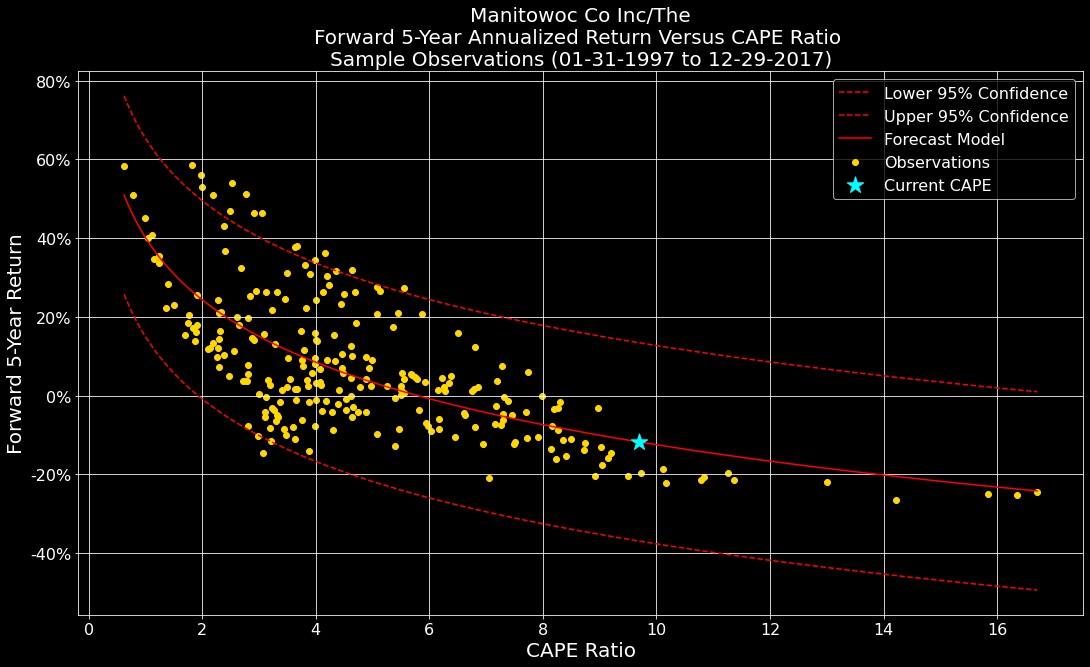 Manitowoc Co Inc/The
Forward 5-Year Annualized Return Versus CAPE Ratio
Sample Observations (01-31-1997 to 12-29-2017)
Lower 95% Confidence
Upper 95% Confidence
Forecast Model
Observations
Current CAPE
80%
60%
40%
20%
0%
-20%
-40%
Forward 5-Year Return
0 2 4 6 8 10 12 14 16
CAPE Ratio